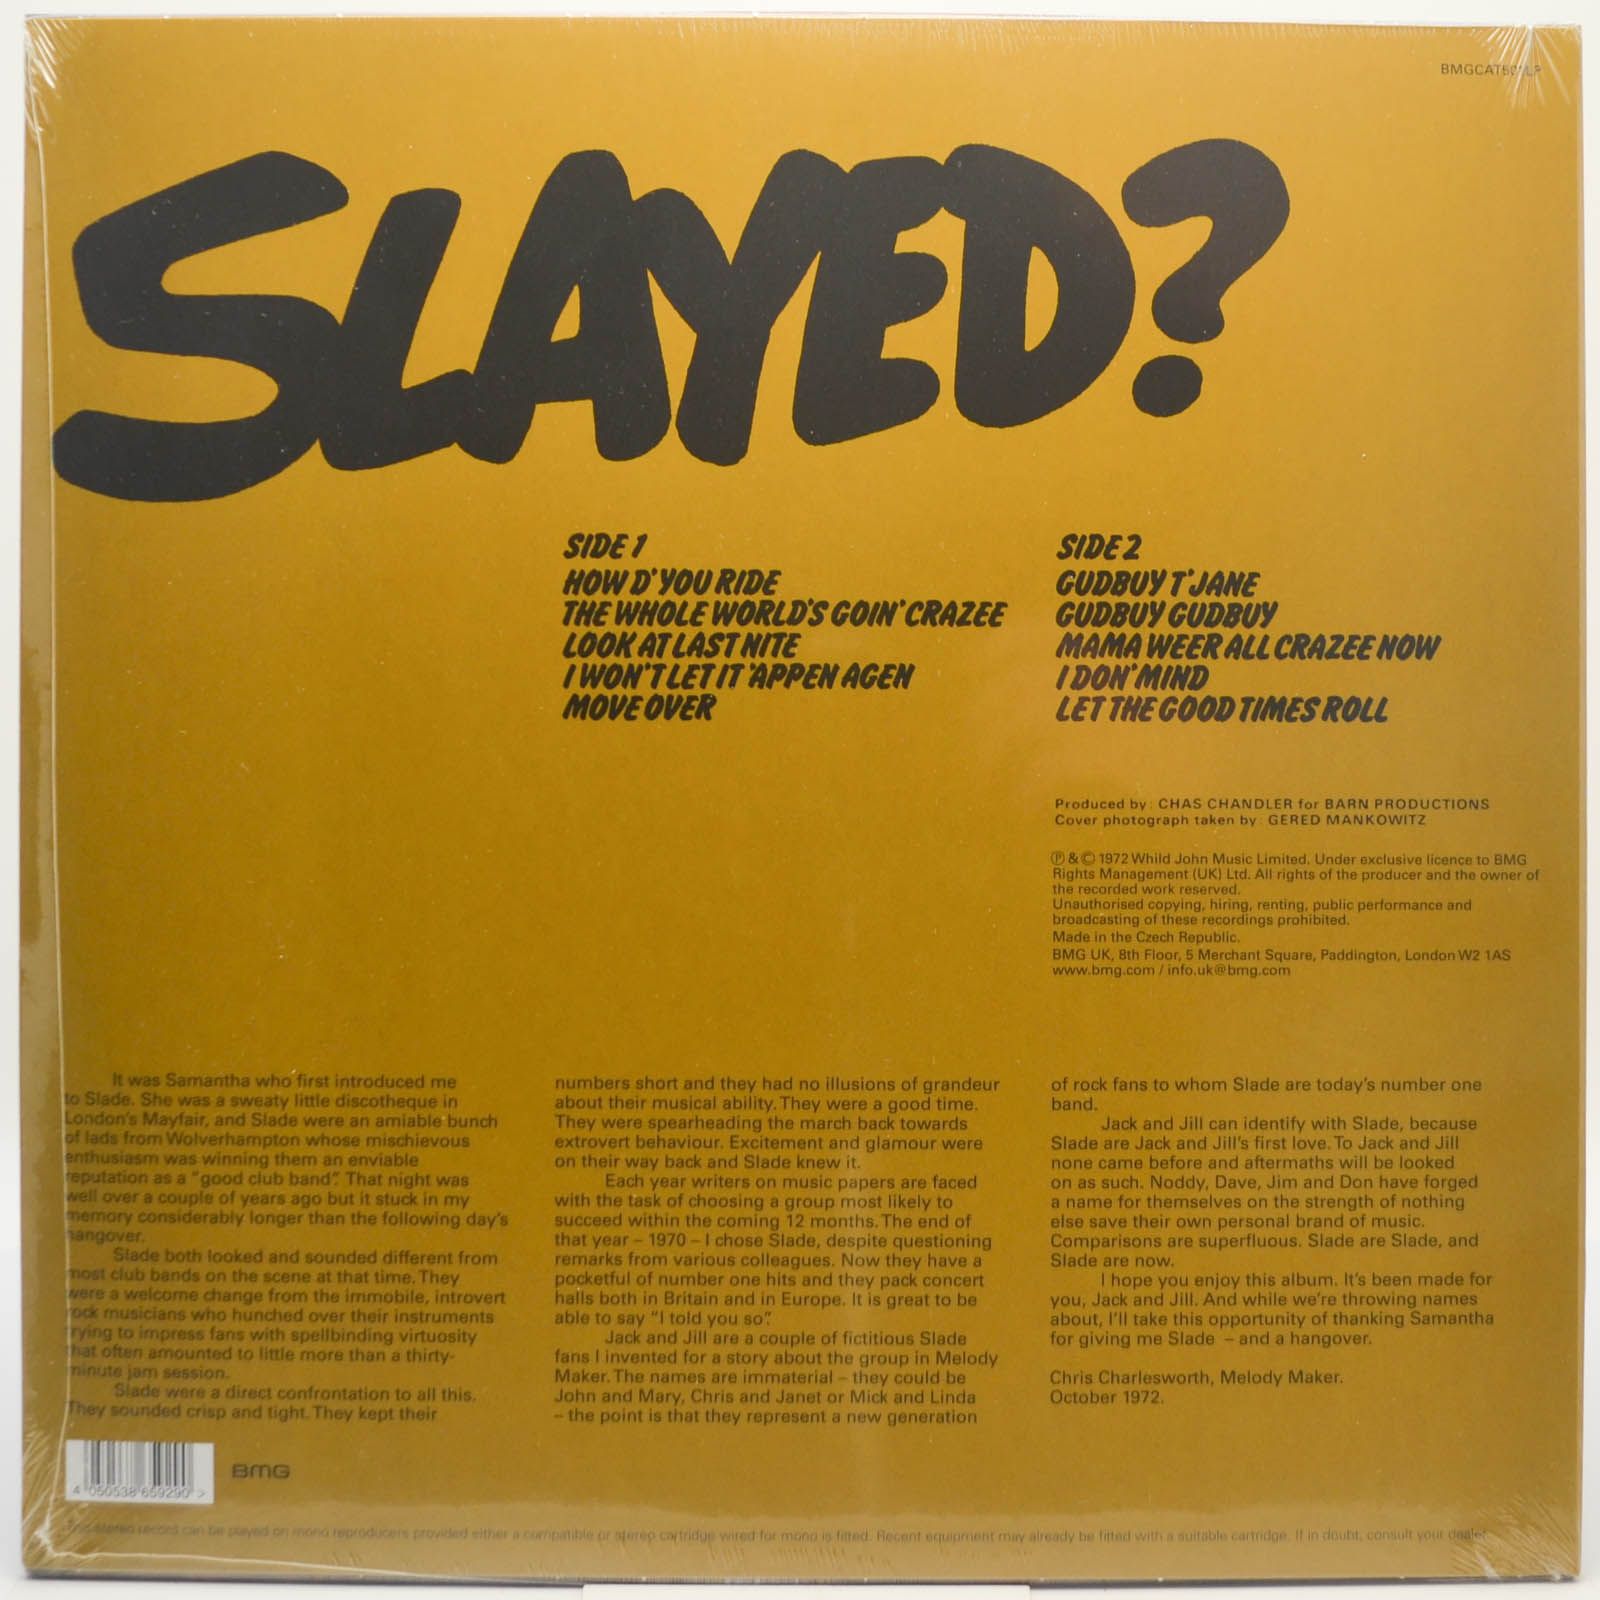 BMGCAT501LP
SLAYED?
SIDE 1
HOW D'YOU RIDE
THE WHOLE WORLD'S GOIN' CRAZEE
LOOK AT LAST NITE
I WON'T LET IT 'APPEN AGEN
MOVE OVER
SIDE 2
GUDBUY T'JANE
GUDBUY GUDBUY
MAMA WEER ALL CRAZEE NOW
I DON' MIND
LET THE GOOD TIMES ROLL
Produced by: CHAS CHANDLER for BARN PRODUCTIONS
Cover photograph taken by: GERED MANKOWITZ
℗ & © 1972 Whild John Music Limited. Under exclusive licence to BMG
Rights Management (UK) Ltd. All rights of the producer and the owner of
the recorded work reserved.
Unauthorised copying, hiring, renting, public performance and
broadcasting of these recordings prohibited.
Made in the Czech Republic.
BMG UK, 8th Floor, 5 Merchant Square, Paddington, London W2 1AS
www.bmg.com / info.uk@bmg.com
It was Samantha who first introduced me
to Slade. She was a sweaty little discotheque in
London's Mayfair, and Slade were an amiable bunch
of lads from Wolverhampton whose mischievous
enthusiasm was winning them an enviable
reputation as a "good club band". That night was
well over a couple of years ago but it stuck in my
memory considerably longer than the following day's
hangover.
Slade both looked and sounded different from
most club bands on the scene at that time. They
were a welcome change from the immobile, introvert
rock musicians who hunched over their instruments
trying to impress fans with spellbinding virtuosity
that often amounted to little more than a thirty-
minute jam session.
Slade were a direct confrontation to all this.
They sounded crisp and tight. They kept their
numbers short and they had no illusions of grandeur
about their musical ability. They were a good time.
They were spearheading the march back towards
extrovert behaviour. Excitement and glamour were
on their way back and Slade knew it.
Each year writers on music papers are faced
with the task of choosing a group most likely to
succeed within the coming 12 months. The end of
that year – 1970 – I chose Slade, despite questioning
remarks from various colleagues. Now they have a
pocketful of number one hits and they pack concert
halls both in Britain and in Europe. It is great to be
able to say "I told you so".
Jack and Jill are a couple of fictitious Slade
fans I invented for a story about the group in Melody
Maker. The names are immaterial – they could be
John and Mary, Chris and Janet or Mick and Linda
– the point is that they represent a new generation
of rock fans to whom Slade are today's number one
band.
Jack and Jill can identify with Slade, because
Slade are Jack and Jill's first love. To Jack and Jill
none came before and aftermaths will be looked
on as such. Noddy, Dave, Jim and Don have forged
a name for themselves on the strength of nothing
else save their own personal brand of music.
Comparisons are superfluous. Slade are Slade, and
Slade are now.
I hope you enjoy this album. It's been made for
you, Jack and Jill. And while we're throwing names
about, I'll take this opportunity of thanking Samantha
for giving me Slade – and a hangover.
Chris Charlesworth, Melody Maker.
October 1972.
4 050538 659290 >
BMG
This stereo record can be played on mono reproducers provided either a compatible or stereo cartridge wired for mono is fitted. Recent equipment may already be fitted with a suitable cartridge. If in doubt, consult your dealer.